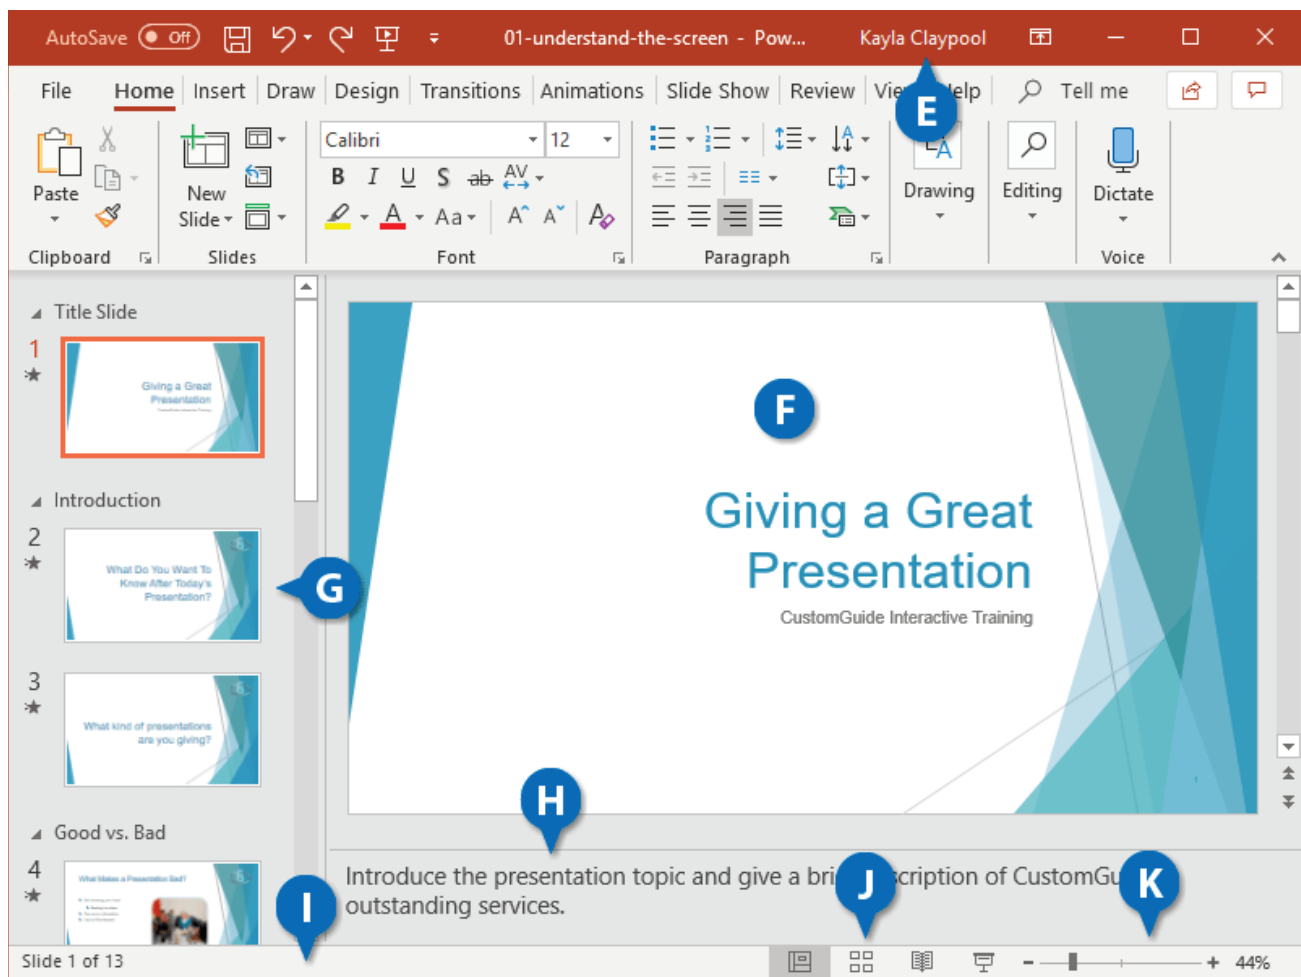 AutoSave Off 01-understand-the-screen - Pow... Kayla Claypool
File Home Insert Draw Design Transitions Animations Slide Show Review Help Tell me
E
Calibri 12
Paste New Slide Drawing Editing Dictate
B I U S ab AV
A Aa A A A
Clipboard Slides Font Paragraph Voice
Title Slide
1
Giving a Great
Presentation
Introduction
2
What Do You Want To
Know After Today's
Presentation?
G
3
What kind of presentations
are you giving?
Good vs. Bad
4
What Makes a Presentation Bad?
F
Giving a Great
Presentation
CustomGuide Interactive Training
1
H
Introduce the presentation topic and give a
of
outstanding services.
I
J
K
Slide 1 of 13 44%